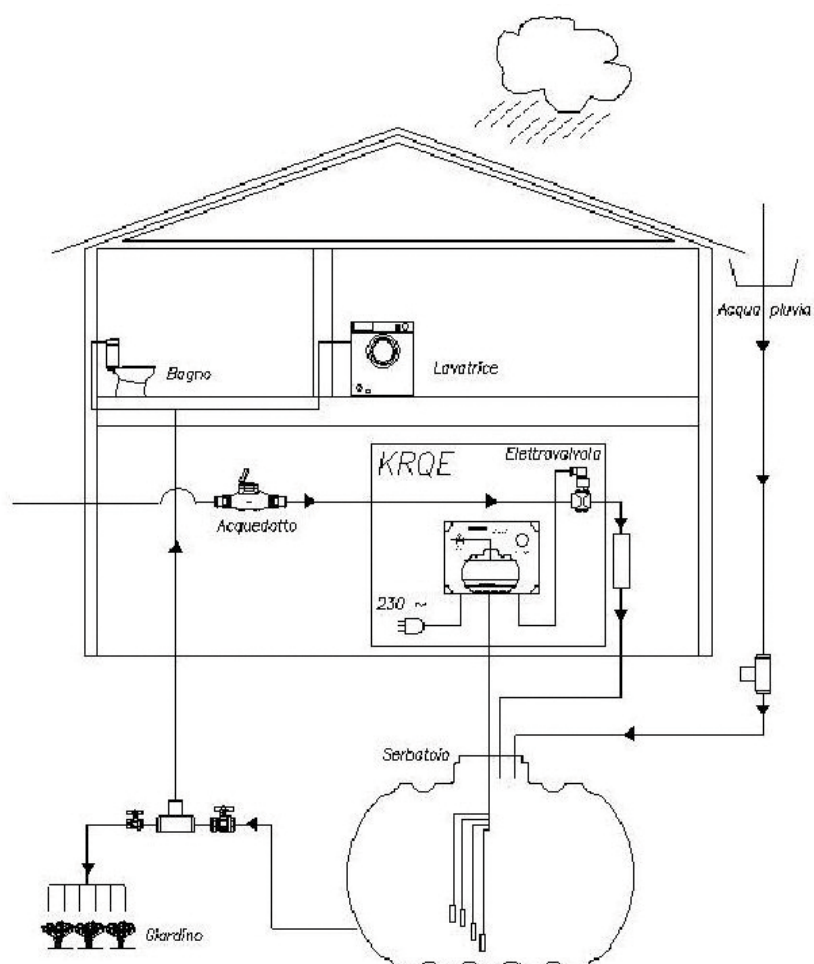 Acqua pluvia
Bagno
Lavatrice
KRQE
Elettrovalvola
Acquedotto
230 ~
Serbatoio
Giardino